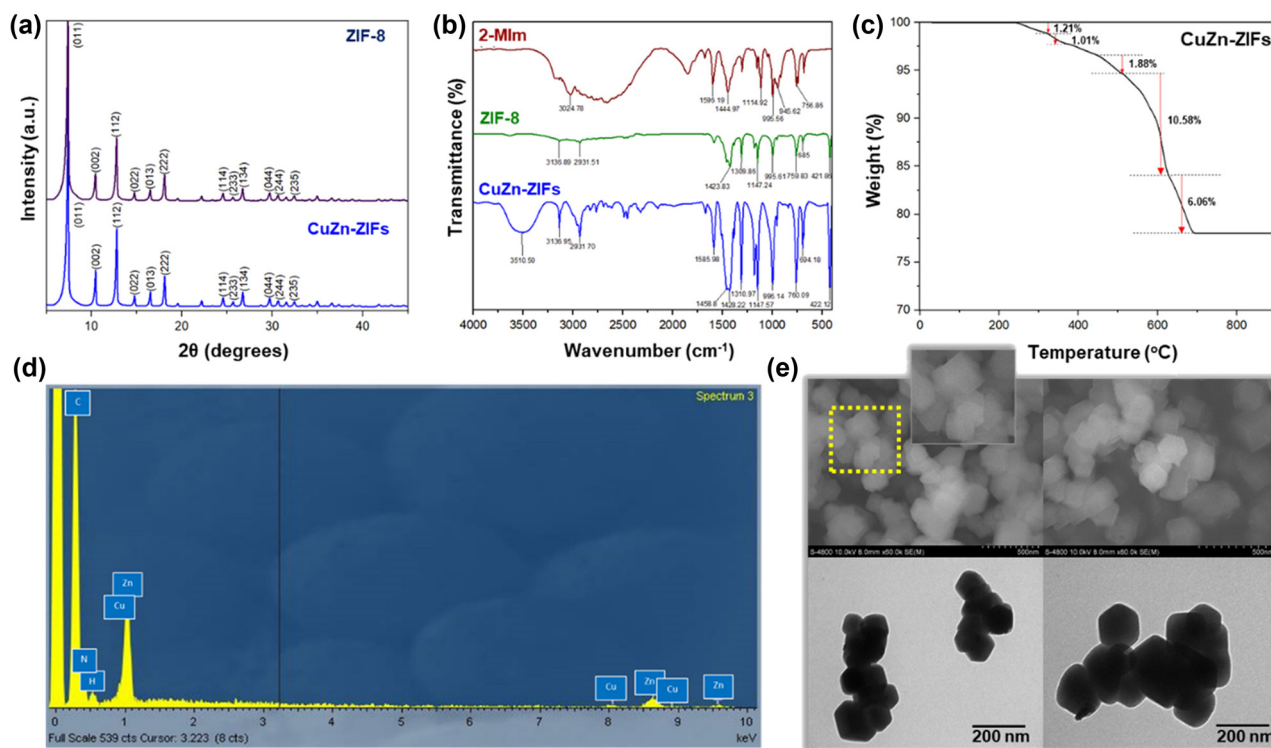 (a)
ZIF-8
(011)
(002)
(112)
(022)
(013)
(222)
(114)
(233)
(134)
(044)
(244)
(235)
CuZn-ZIFs
(011)
(002)
(112)
(022)
(013)
(222)
(114)
(233)
(134)
(044)
(244)
(235)
Intensity (a.u.)
10 20 30 40
2θ (degrees)
(b)
2-MIm
3024.78
1595.19
1444.97
1114.92
995.56
945.62
756.85
ZIF-8
3136.89
2931.51
1423.83
1309.85
1147.24
995.61
759.83
685
421.86
CuZn-ZIFs
3510.50
3136.95
2931.70
1585.98
1458.8
1428.22
1310.97
1147.57
995.14
760.09
694.18
422.12
Transmittance (%)
4000 3500 3000 2500 2000 1500 1000 500
Wavenumber (cm-1)
(c)
CuZn-ZIFs
1.21%
1.01%
1.88%
10.58%
6.06%
Weight (%)
100
95
90
85
80
75
70
0 200 400 600 800
Temperature (oC)
(d)
Spectrum 3
C
Zn
Cu
N
H
Cu
Zn
Cu
Zn
0 1 2 3 4 5 6 7 8 9 10
Full Scale 539 cts Cursor: 3.223 (8 cts)
keV
(e)
S-4800 10.0kV 8.0mm x60.0k SE(M)
500nm
S-4800 10.0kV 8.0mm x80.0k SE(M)
500nm
200 nm
200 nm